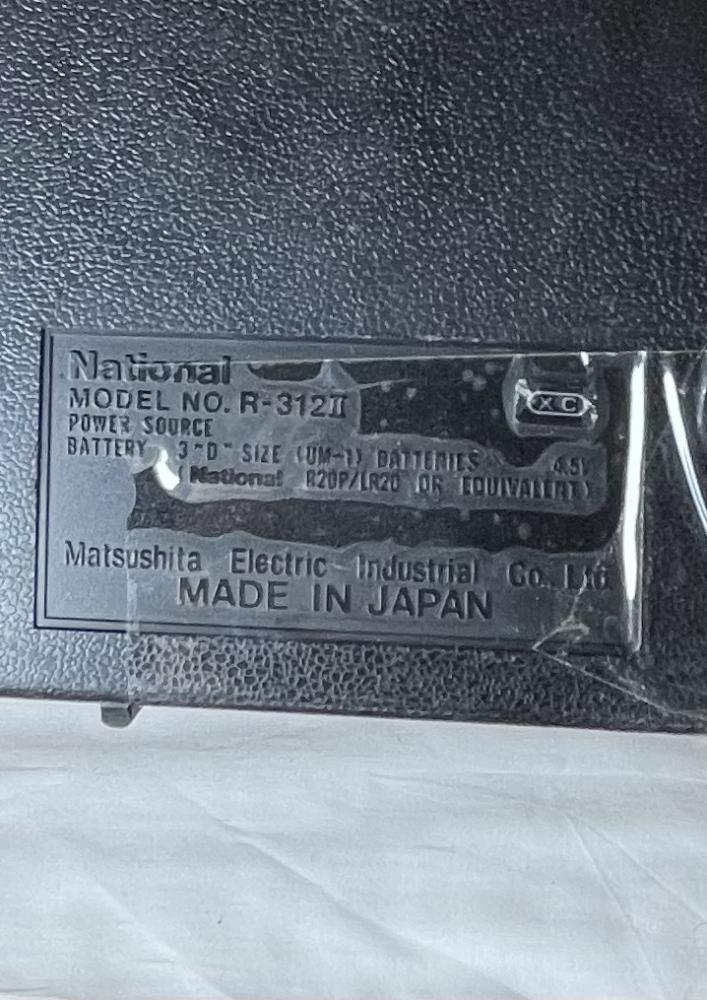 National
MODEL NO. R-312II
XC
POWER SOURCE
BATTERY 3 "D" SIZE (UM-1) BATTERIES 4.5V
(National R20P/LR20 OR EQUIVALENT)
Matsushita Electric Industrial Co. Ltd
MADE IN JAPAN